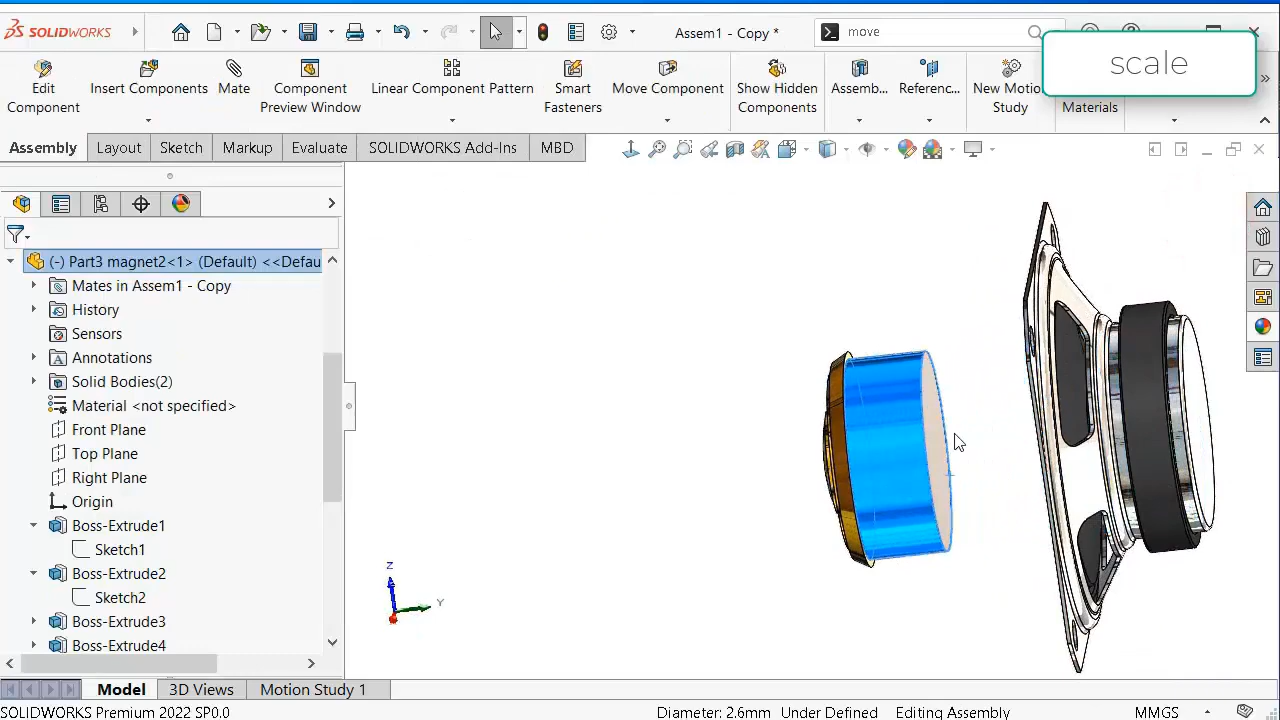 SOLIDWORKS
Assem1 - Copy *
move
scale
Edit Component
Insert Components
Mate
Component Preview Window
Linear Component Pattern
Smart Fasteners
Move Component
Show Hidden Components
Assemb...
Referenc...
New Motio
Study
Materials
Assembly
Layout
Sketch
Markup
Evaluate
SOLIDWORKS Add-Ins
MBD
(-) Part3 magnet2<1> (Default) <<Defau
Mates in Assem1 - Copy
History
Sensors
Annotations
Solid Bodies(2)
Material <not specified>
Front Plane
Top Plane
Right Plane
Origin
Boss-Extrude1
Sketch1
Boss-Extrude2
Sketch2
Boss-Extrude3
Boss-Extrude4
Z
Y
Model
3D Views
Motion Study 1
SOLIDWORKS Premium 2022 SP0.0
Diameter: 2.6mm
Under Defined
Editing Assembly
MMGS